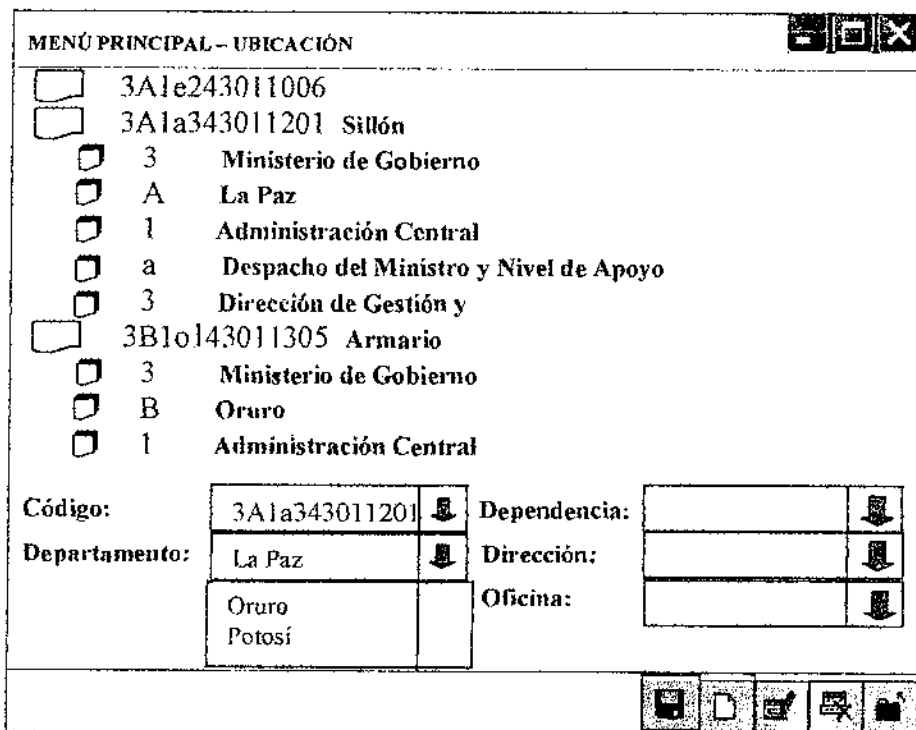 MENÚ PRINCIPAL – UBICACIÓN
3A1e243011006
3A1a343011201 Sillón
3 Ministerio de Gobierno
A La Paz
1 Administración Central
a Despacho del Ministro y Nivel de Apoyo
3 Dirección de Gestión y
3B1o143011305 Armario
3 Ministerio de Gobierno
B Oruro
1 Administración Central
Código: 3A1a343011201 Dependencia:
Departamento: La Paz Dirección:
Oruro Oficina:
Potosí